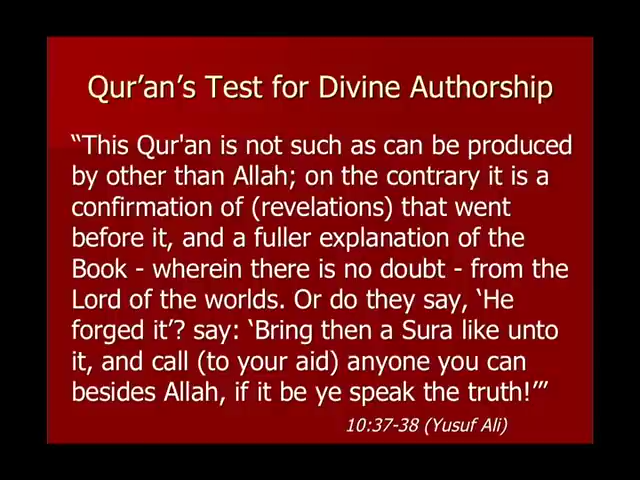 Qur’an’s Test for Divine Authorship
“This Qur'an is not such as can be produced
by other than Allah; on the contrary it is a
confirmation of (revelations) that went
before it, and a fuller explanation of the
Book - wherein there is no doubt - from the
Lord of the worlds. Or do they say, ‘He
forged it’? say: ‘Bring then a Sura like unto
it, and call (to your aid) anyone you can
besides Allah, if it be ye speak the truth!’”
10:37-38 (Yusuf Ali)